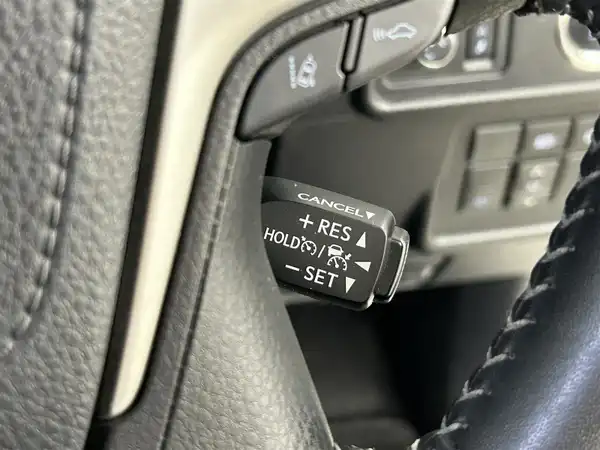 CANCEL▼
+RES▲
HOLD / ◀
−SET▼